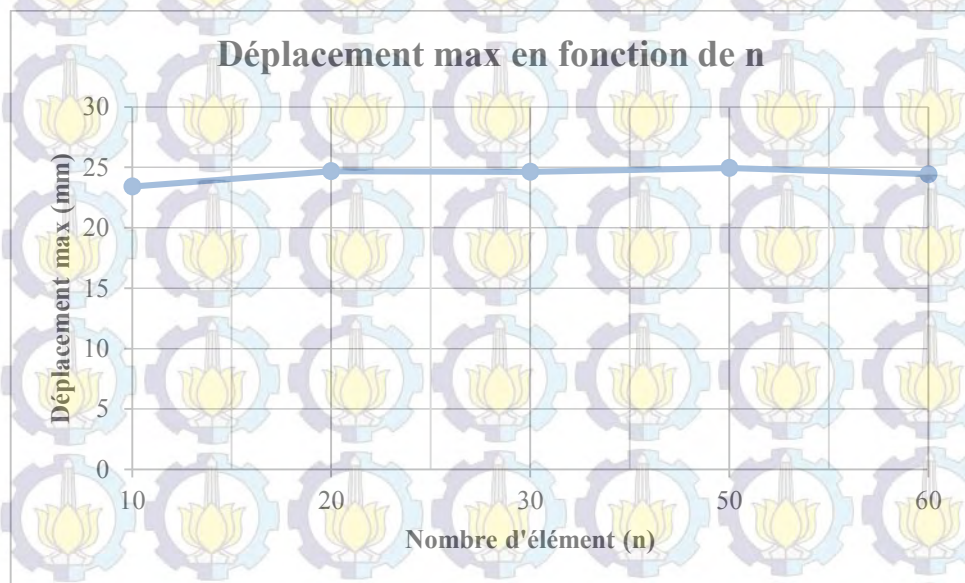 Déplacement max en fonction de n
30
25
20
15
10
5
0
Déplacement max (mm)
10 20 30 50 60
Nombre d'élément (n)